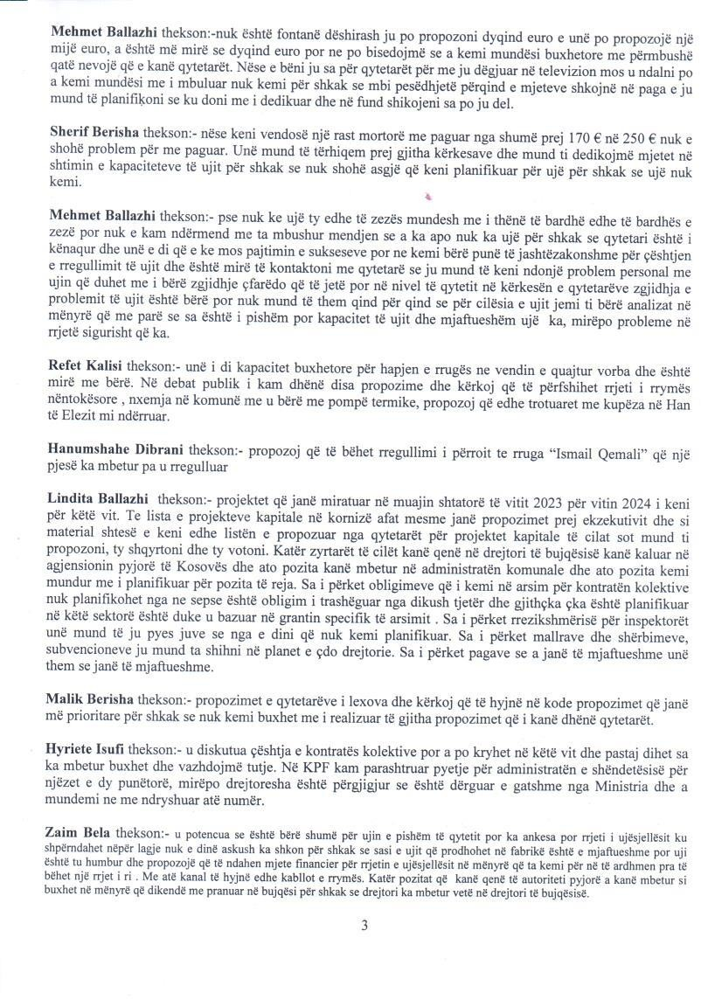 Mehmet Ballazhi thekson:-nuk është fontanë dëshirash ju po propozoni dyqind euro e unë po propozojë një
mijë euro, a është më mirë se dyqind euro por ne po bisedojmë se a kemi mundësi buxhetore me përmbushë
qatë nevojë që e kanë qytetarët. Nëse e bëni ju sa për qytetarët për me ju dëgjuar në televizion mos u ndalni po
a kemi mundësi me i mbuluar nuk kemi për shkak se mbi pesëdhjetë përqind e mjeteve shkojnë në paga e ju
mund të planifikoni se ku doni me i dedikuar dhe në fund shikojeni sa po ju del.
Sherif Berisha thekson:- nëse keni vendosë një rast mortorë me paguar nga shumë prej 170 € në 250 € nuk e
shohë problem për me paguar. Unë mund të tërhiqem prej gjitha kërkesave dhe mund ti dedikojmë mjetet në
shtimin e kapaciteteve të ujit për shkak se nuk shohë asgjë që keni planifikuar për ujë për shkak se ujë nuk
kemi.
Mehmet Ballazhi thekson:- pse nuk ke ujë ty edhe të zezës mundesh me i thënë të bardhë edhe të bardhës e
zezë por nuk e kam ndërmend me ta mbushur mendjen se a ka apo nuk ka ujë për shkak se qytetari është i
kënaqur dhe unë e di që e ke mos pajtimin e sukseseve por ne kemi bërë punë të jashtëzakonshme për çështjen
e rregullimit të ujit dhe është mirë të kontaktoni me qytetarë se ju mund të keni ndonjë problem personal me
ujin që duhet me i bërë zgjidhje çfarëdo që të jetë por në nivel të qytetit në kërkesën e qytetarëve zgjidhja e
problemit të ujit është bërë por nuk mund të them qind për qind se për cilësia e ujit jemi ti bërë analizat në
mënyrë që me parë se sa është i pishëm por kapacitet të ujit dhe mjaftueshëm ujë  ka, mirëpo probleme në
rrjetë sigurisht që ka.
Refet Kalisi thekson:- unë i di kapacitet buxhetore për hapjen e rrugës ne vendin e quajtur vorba dhe është
mirë me bërë. Në debat publik i kam dhënë disa propozime dhe kërkoj që të përfshihet rrjeti i rrymës
nëntokësore , nxemja në komunë me u bërë me pompë termike, propozoj që edhe trotuaret me kupëza në Han
të Elezit mi ndërruar.
Hanumshahe Dibrani thekson:- propozoj që të bëhet rregullimi i përroit te rruga “Ismail Qemali” që një
pjesë ka mbetur pa u rregulluar
Lindita Ballazhi  thekson:- projektet që janë miratuar në muajin shtatorë të vitit 2023 për vitin 2024 i keni
për këtë vit. Te lista e projekteve kapitale në kornizë afat mesme janë propozimet prej ekzekutivit dhe si
material shtesë e keni edhe listën e propozuar nga qytetarët për projektet kapitale të cilat sot mund ti
propozoni, ty shqyrtoni dhe ty votoni. Katër zyrtarët të cilët kanë qenë në drejtori të bujqësisë kanë kaluar në
agjensionin pyjorë të Kosovës dhe ato pozita kanë mbetur në administratën komunale dhe ato pozita kemi
mundur me i planifikuar për pozita të reja. Sa i përket obligimeve që i kemi në arsim për kontratën kolektive
nuk planifikohet nga ne sepse është obligim i trashëguar nga dikush tjetër dhe gjithçka çka është planifikuar
në këtë sektorë është duke u bazuar në grantin specifik të arsimit . Sa i përket rrezikshmërisë për inspektorët
unë mund të ju pyes juve se nga e dini që nuk kemi planifikuar. Sa i përket mallrave dhe shërbimeve,
subvencioneve ju mund ta shihni në planet e çdo drejtorie. Sa i përket pagave se a janë të mjaftueshme unë
them se janë të mjaftueshme.
Malik Berisha thekson:- propozimet e qytetarëve i lexova dhe kërkoj që të hyjnë në kode propozimet që janë
më prioritare për shkak se nuk kemi buxhet me i realizuar të gjitha propozimet që i kanë dhënë qytetarët.
Hyriete Isufi thekson:- u diskutua çështja e kontratës kolektive por a po kryhet në këtë vit dhe pastaj dihet sa
ka mbetur buxhet dhe vazhdojmë tutje. Në KPF kam parashtruar pyetje për administratën e shëndetësisë për
njëzet e dy punëtorë, mirëpo drejtoresha është përgjigjur se është dërguar e gatshme nga Ministria dhe a
mundemi ne me ndryshuar atë numër.
Zaim Bela thekson:- u potencua se është bërë shumë për ujin e pishëm të qytetit por ka ankesa por rrjeti i ujësjellësit ku
shpërndahet nëpër lagje nuk e dinë askush ka shkon për shkak se sasi e ujit që prodhohet në fabrikë është e mjaftueshme por uji
është tu humbur dhe propozojë që të ndahen mjete financier për rrjetin e ujësjellësit në mënyrë që ta kemi për në të ardhmen pra të
bëhet një rrjet i ri . Me atë kanal të hyjnë edhe kabllot e rrymës. Katër pozitat që  kanë qenë te autoriteti pyjorë a kanë mbetur si
buxhet në mënyrë që dikendë me pranuar në bujqësi për shkak se drejtori ka mbetur vetë në drejtori të bujqësisë.
3